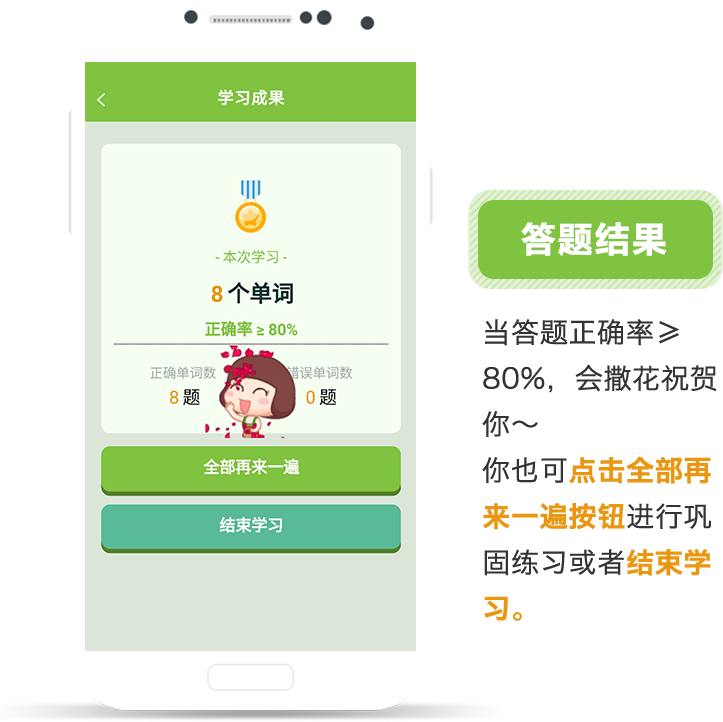 学习成果
- 本次学习 -
8 个单词
正确率 ≥ 80%
正确单词数 错误单词数
8 题 0 题
全部再来一遍
结束学习
答题结果
当答题正确率≥
80%，会撒花祝贺
你～
你也可点击全部再
来一遍按钮进行巩
固练习或者结束学
习。